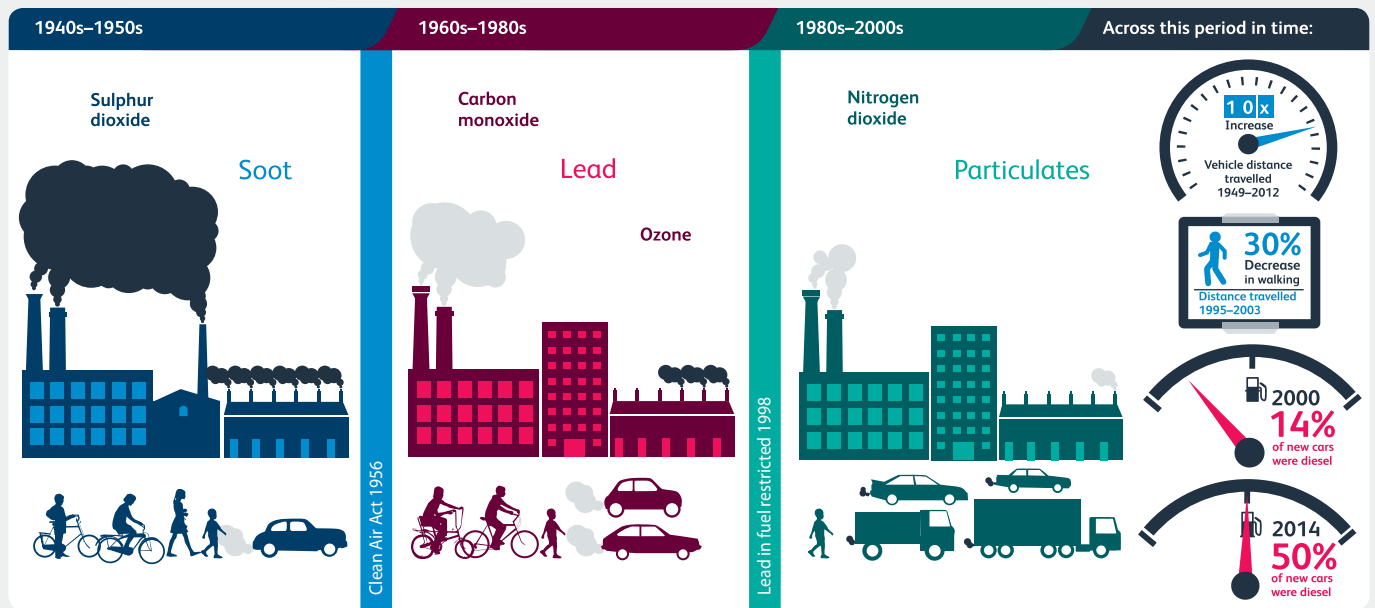 1940s–1950s
1960s–1980s
1980s–2000s
Across this period in time:
Sulphur
dioxide
Soot
Clean Air Act 1956
Carbon
monoxide
Lead
Ozone
Lead in fuel restricted 1998
Nitrogen
dioxide
Particulates
10x
Increase
Vehicle distance
travelled
1949–2012
30%
Decrease
in walking
Distance travelled
1995–2003
2000
14%
of new cars
were diesel
2014
50%
of new cars
were diesel